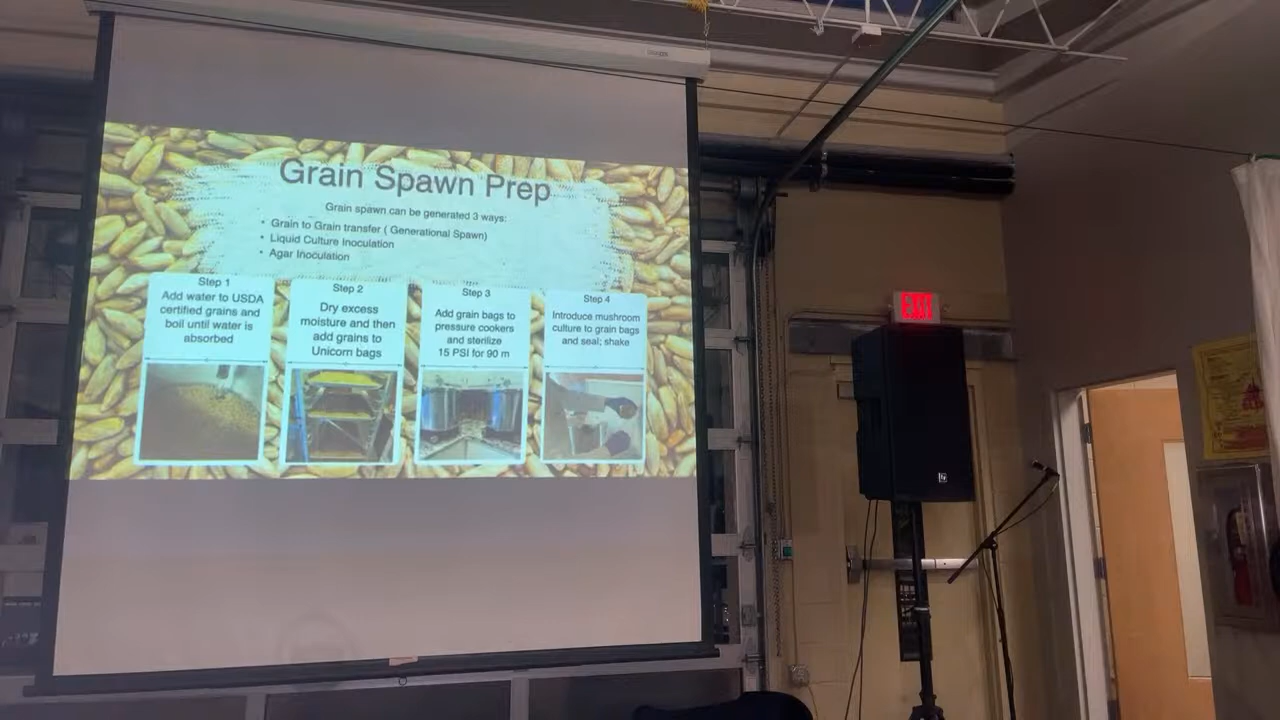 Grain Spawn Prep
Grain spawn can be generated 3 ways:
• Grain to Grain transfer ( Generational Spawn)
• Liquid Culture Inoculation
• Agar Inoculation
Step 1
Add water to USDA
certified grains and
boil until water is
absorbed
Step 2
Dry excess
moisture and then
add grains to
Unicorn bags
Step 3
Add grain bags to
pressure cookers
and sterilize
15 PSI for 90 m
Step 4
Introduce mushroom
culture to grain bags
and seal; shake
EXIT